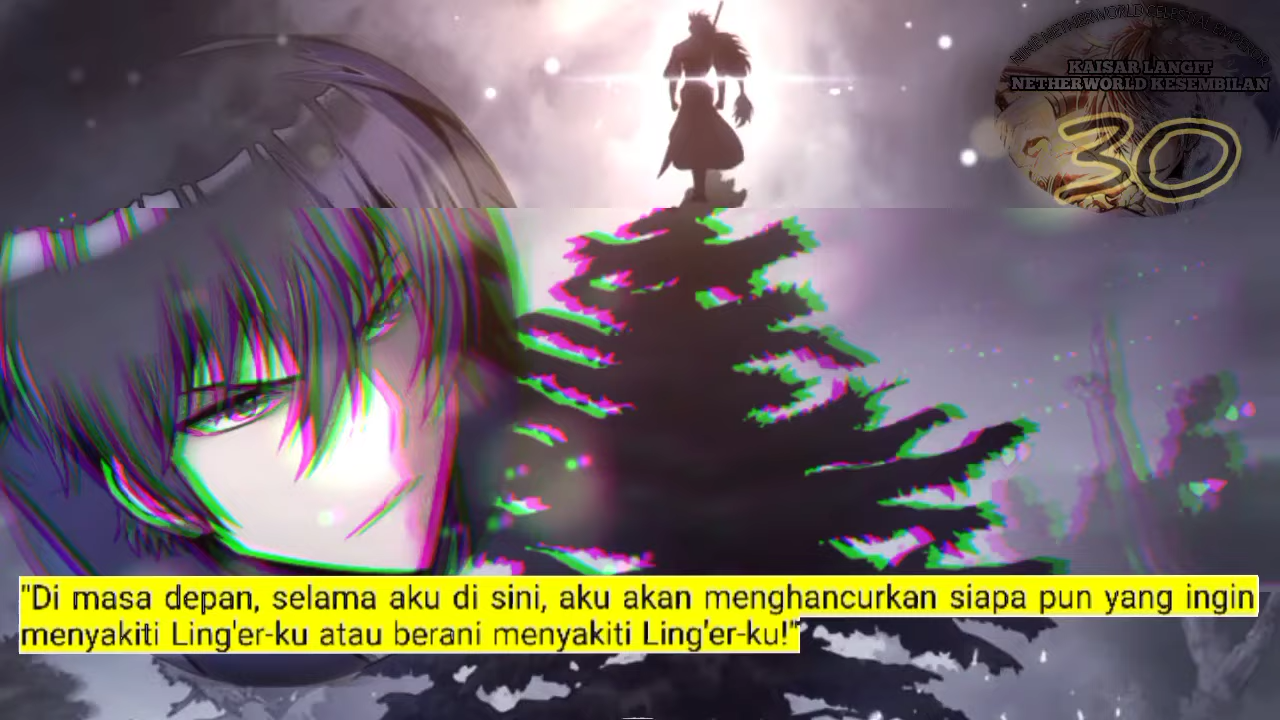 KAISAR LANGIT
NETHERWORLD KESEMBILAN
30
"Di masa depan, selama aku di sini, aku akan menghancurkan siapa pun yang ingin
menyakiti Ling'er-ku atau berani menyakiti Ling'er-ku!"